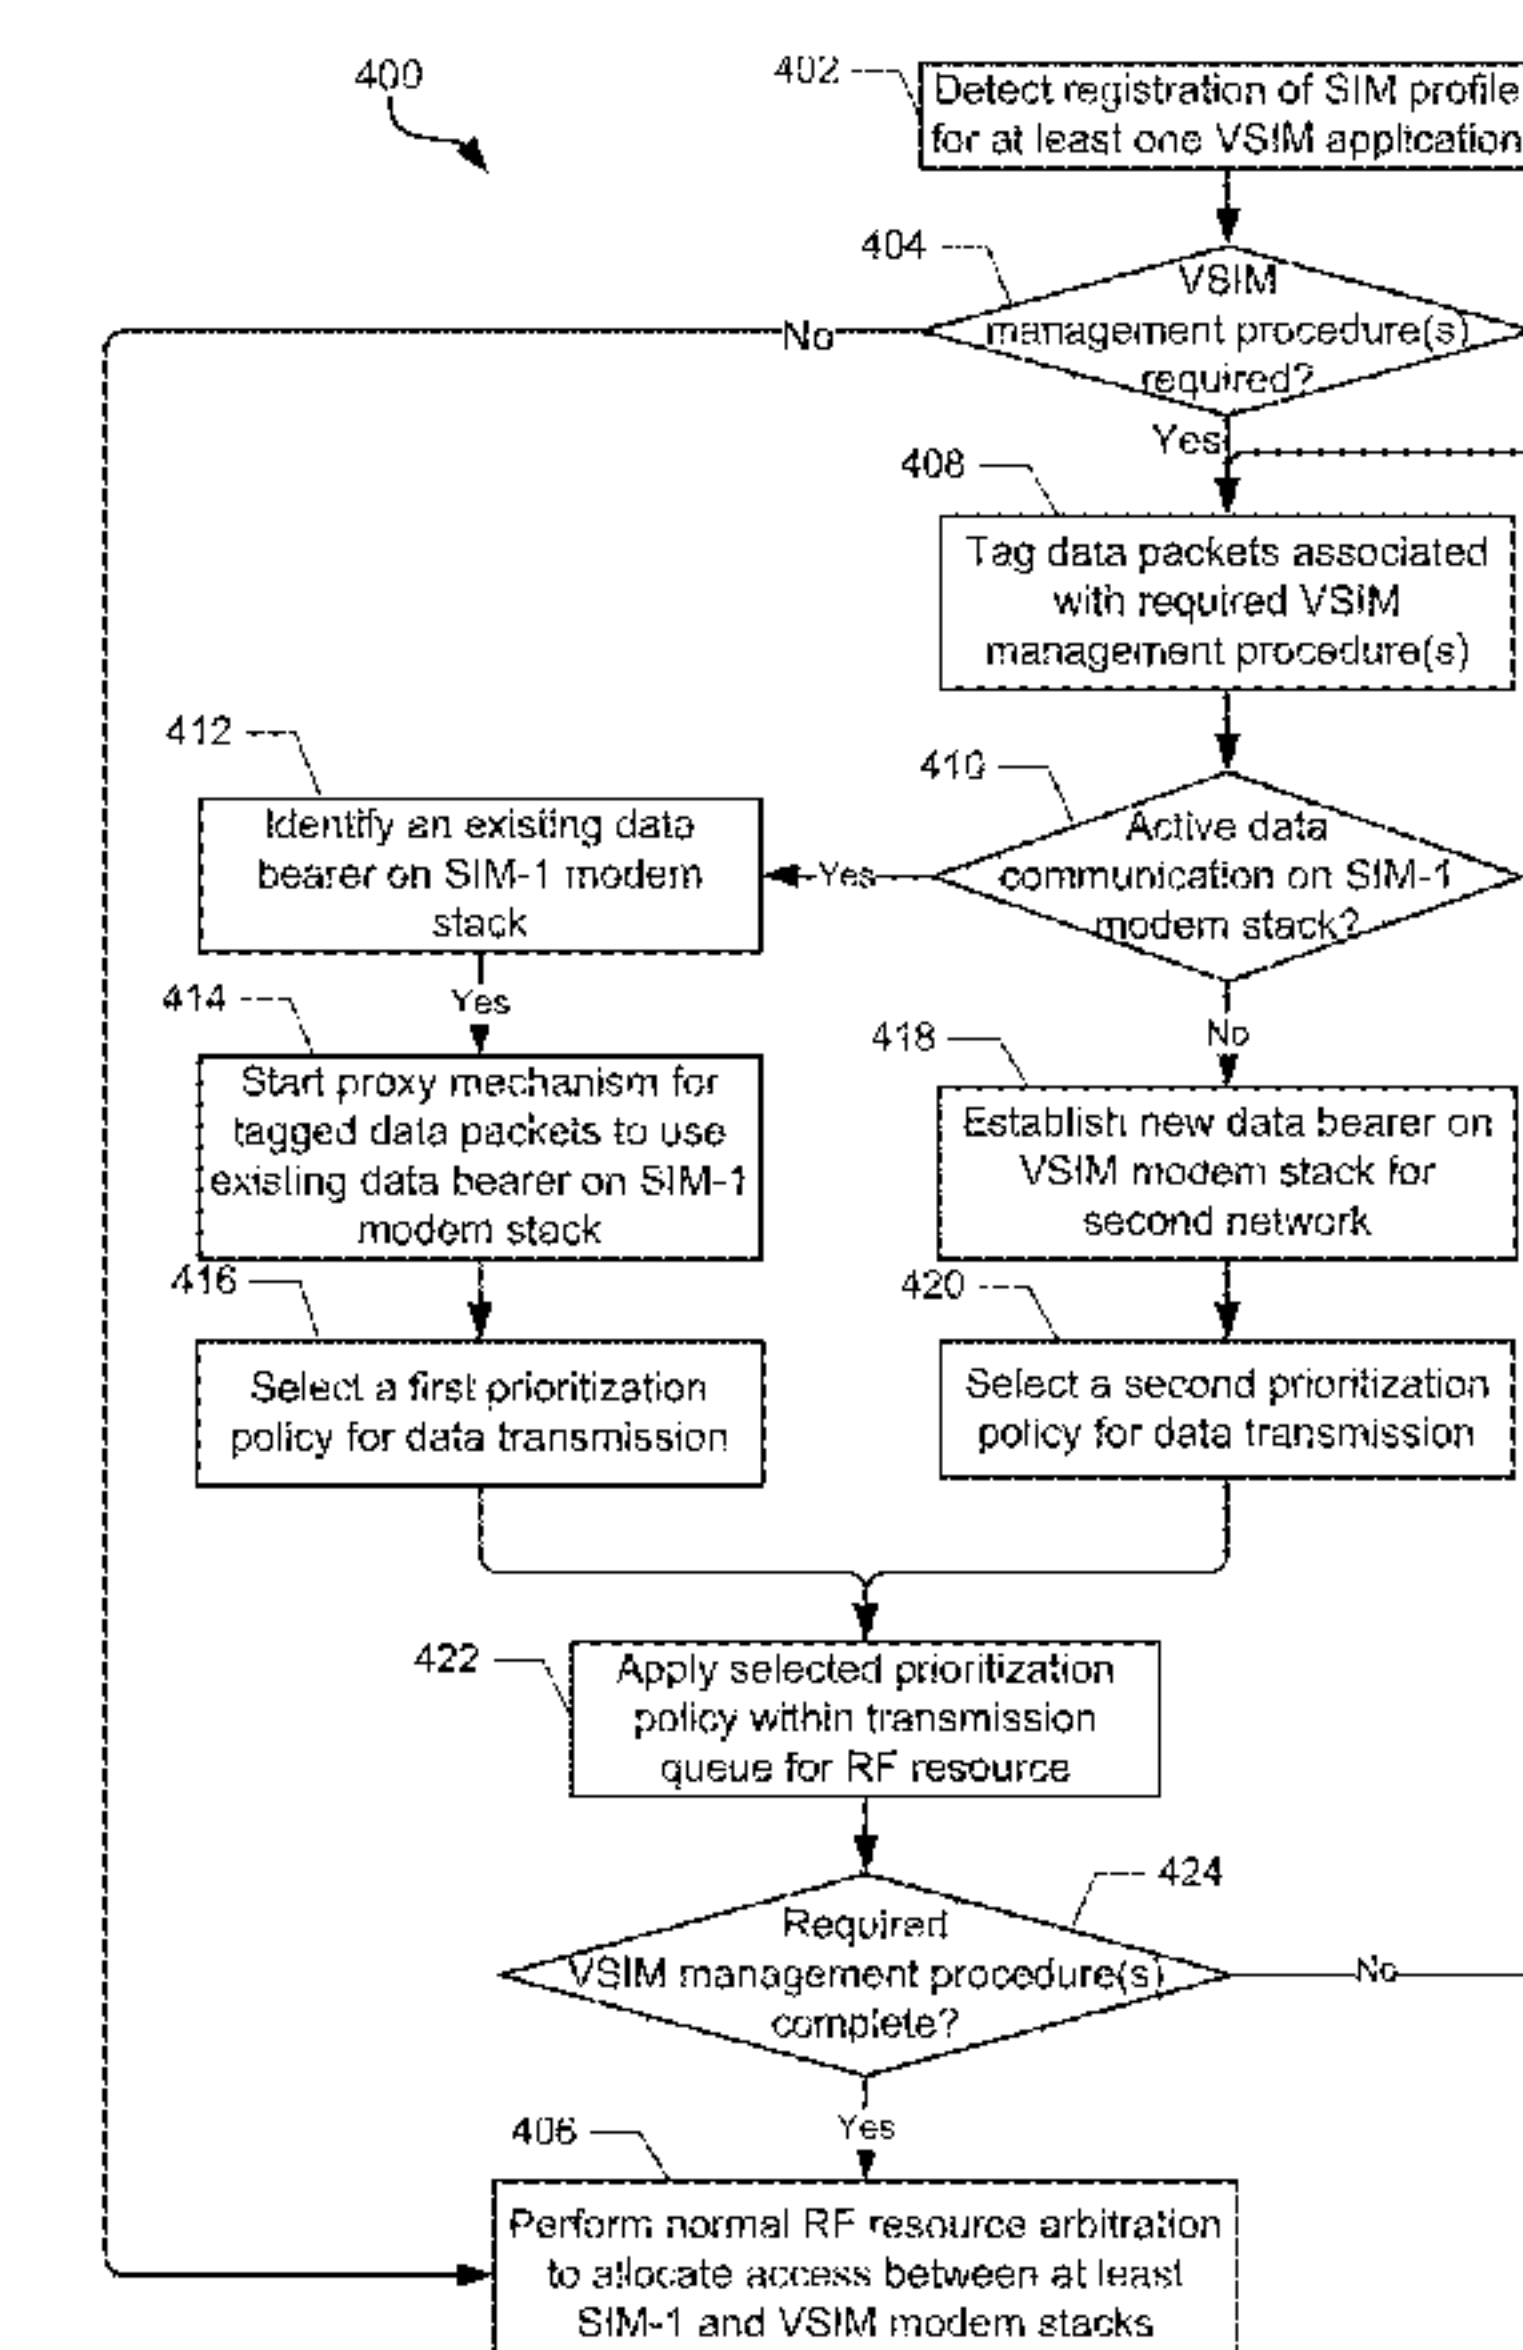 400
402
Detect registration of SIM profile
for at least one VSIM application
404
VSIM
management procedure(s)
required?
No
Yes
408
Tag data packets associated
with required VSIM
management procedure(s)
410
Active data
communication on SIM-1
modem stack?
Yes
412
Identify an existing data
bearer on SIM-1 modem
stack
Yes
414
Start proxy mechanism for
tagged data packets to use
existing data bearer on SIM-1
modem stack
No
418
Establish new data bearer on
VSIM modem stack for
second network
416
Select a first prioritization
policy for data transmission
420
Select a second prioritization
policy for data transmission
422
Apply selected prioritization
policy within transmission
queue for RF resource
424
Required
VSIM management procedure(s)
complete?
No
Yes
406
Perform normal RF resource arbitration
to allocate access between at least
SIM-1 and VSIM modem stacks